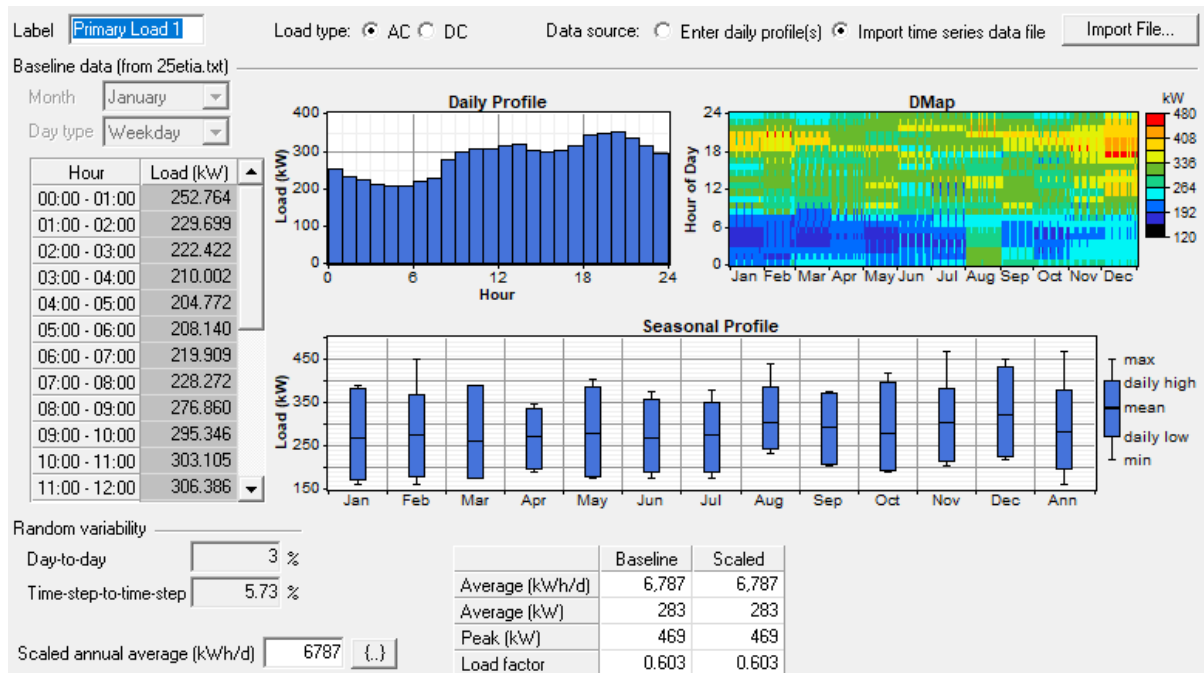 Label Primary Load 1 Load type: AC DC Data source: Enter daily profile(s) Import time series data file Import File...
Baseline data (from 25etia.txt)
Month January
Day type Weekday
Hour Load (kW)
00:00 - 01:00 252.764
01:00 - 02:00 229.699
02:00 - 03:00 222.422
03:00 - 04:00 210.002
04:00 - 05:00 204.772
05:00 - 06:00 208.140
06:00 - 07:00 219.909
07:00 - 08:00 228.272
08:00 - 09:00 276.860
09:00 - 10:00 295.346
10:00 - 11:00 303.105
11:00 - 12:00 306.386
Daily Profile
Load (kW)
400
300
200
100
0
0 6 12 18 24
Hour
DMap
Hour of Day
24
18
12
6
0
Jan Feb Mar Apr May Jun Jul Aug Sep Oct Nov Dec
kW
480
408
336
264
192
120
Seasonal Profile
Load (kW)
450
350
250
150
Jan Feb Mar Apr May Jun Jul Aug Sep Oct Nov Dec Ann
max
daily high
mean
daily low
min
Random variability
Day-to-day 3 %
Time-step-to-time-step 5.73 %
Scaled annual average (kWh/d) 6787 {..}
Baseline Scaled
Average (kWh/d) 6,787 6,787
Average (kW) 283 283
Peak (kW) 469 469
Load factor 0.603 0.603